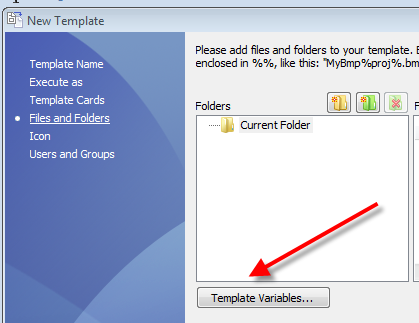 New Template
Template Name
Execute as
Template Cards
Files and Folders
Icon
Users and Groups
Please add files and folders to your template.
enclosed in %%, like this: "MyBmp%proj%.bm
Folders
Current Folder
Template Variables...